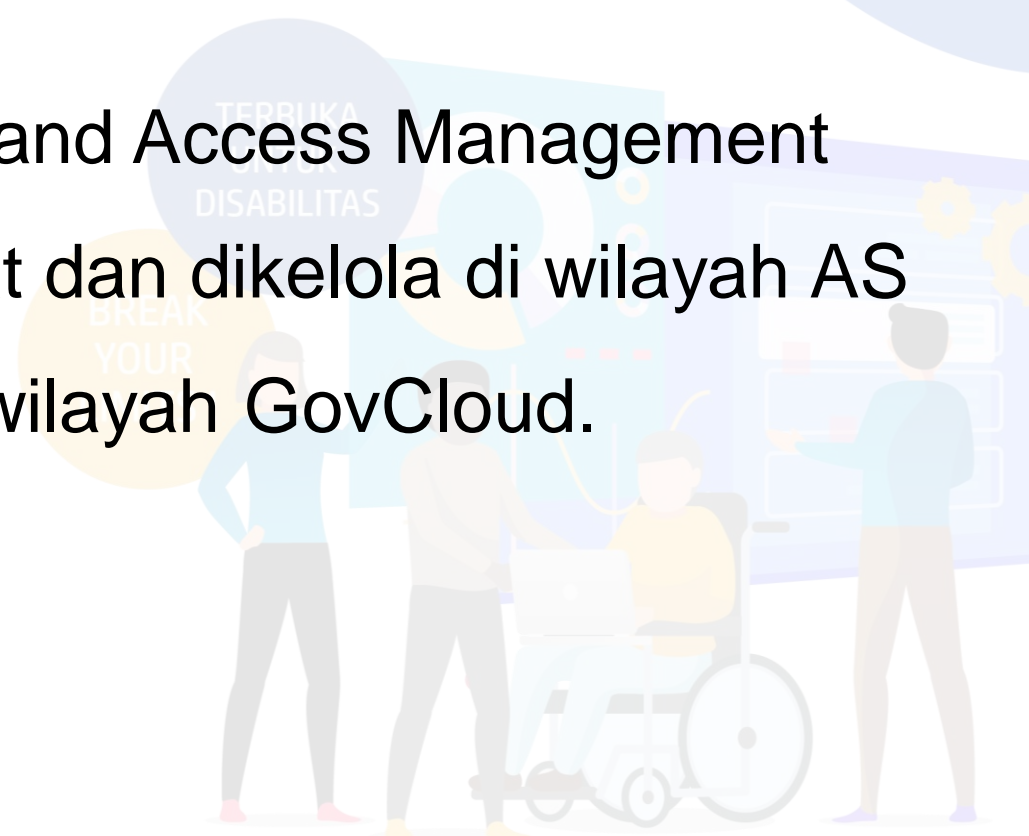 and Access Management
t dan dikelola di wilayah AS
wilayah GovCloud.
TERBUKA
UNTUK
DISABILITAS
BREAK
YOUR